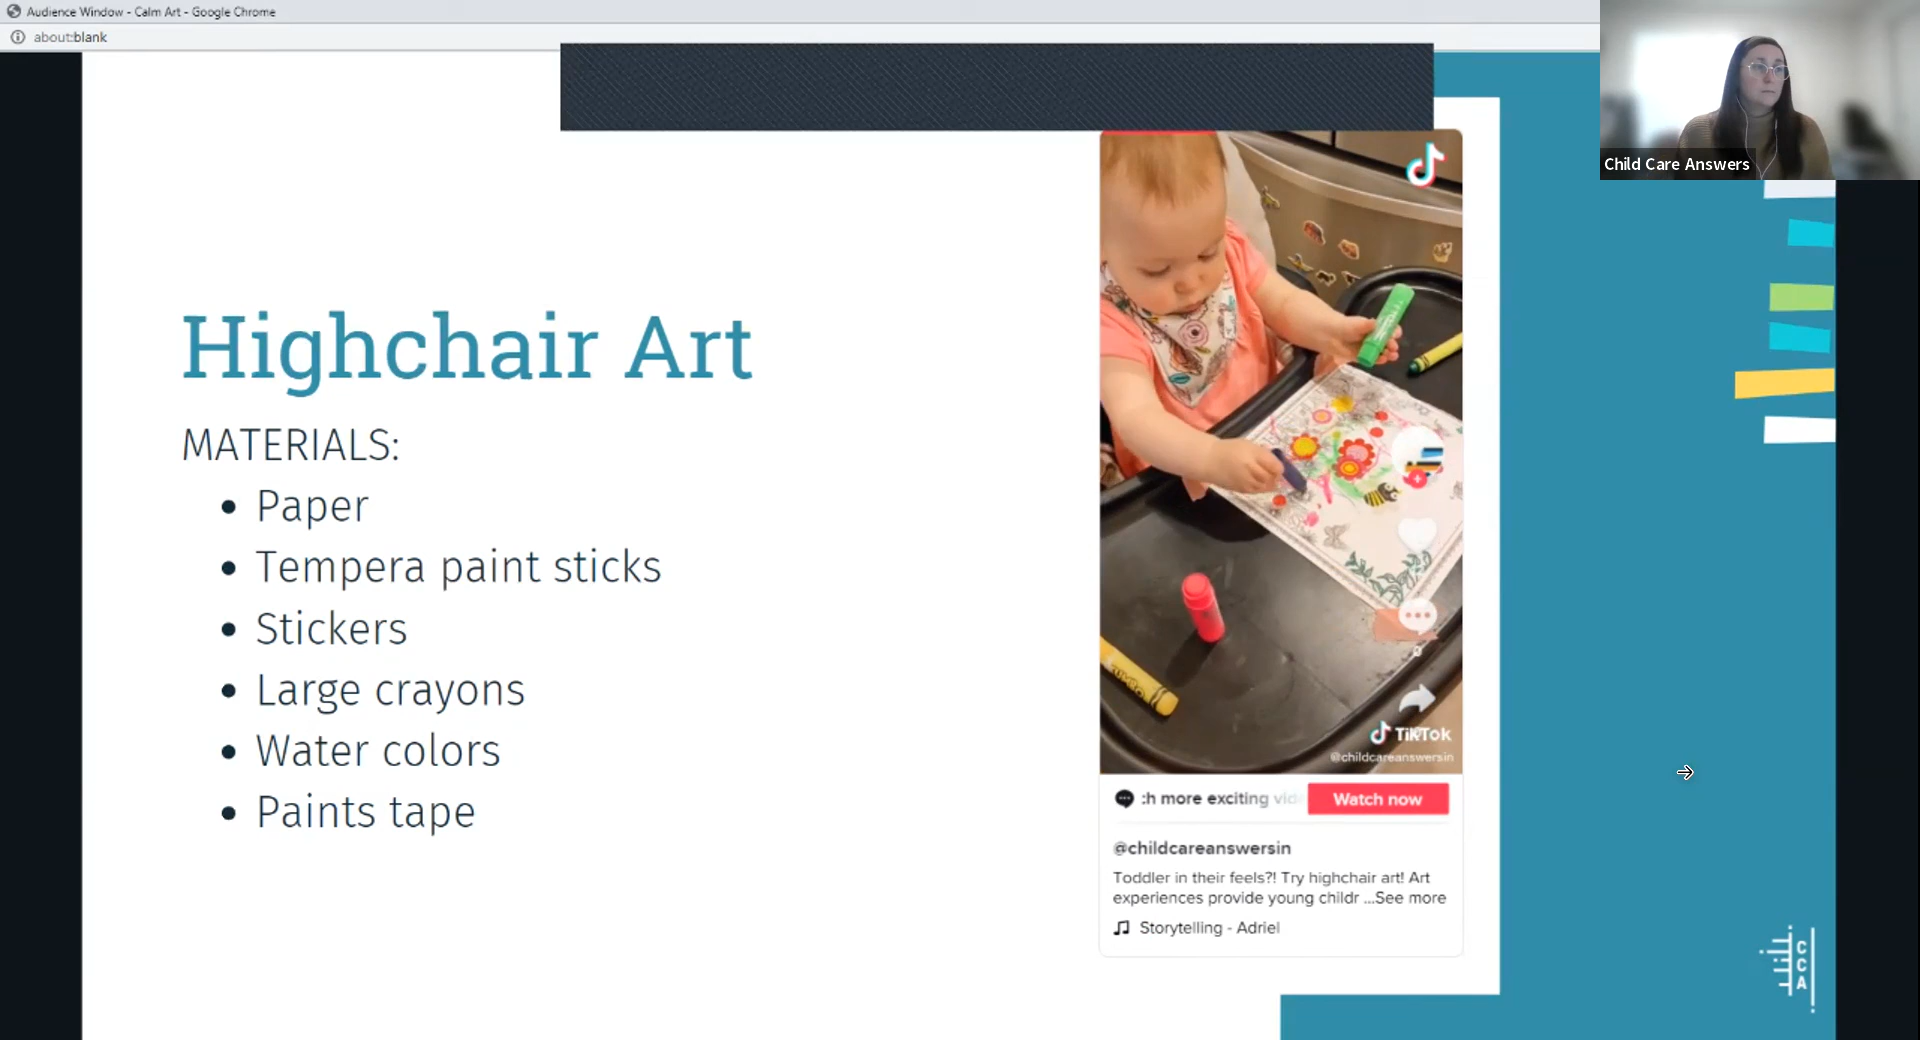 Audience Window - Calm Art - Google Chrome
about:blank
Child Care Answers
Highchair Art
MATERIALS:
Paper
Tempera paint sticks
Stickers
Large crayons
Water colors
Paints tape
0
TikTok
@childcareanswersin
:h more exciting vid
Watch now
@childcareanswersin
Toddler in their feels?! Try highchair art! Art
experiences provide young childr ...See more
Storytelling - Adriel
CCA